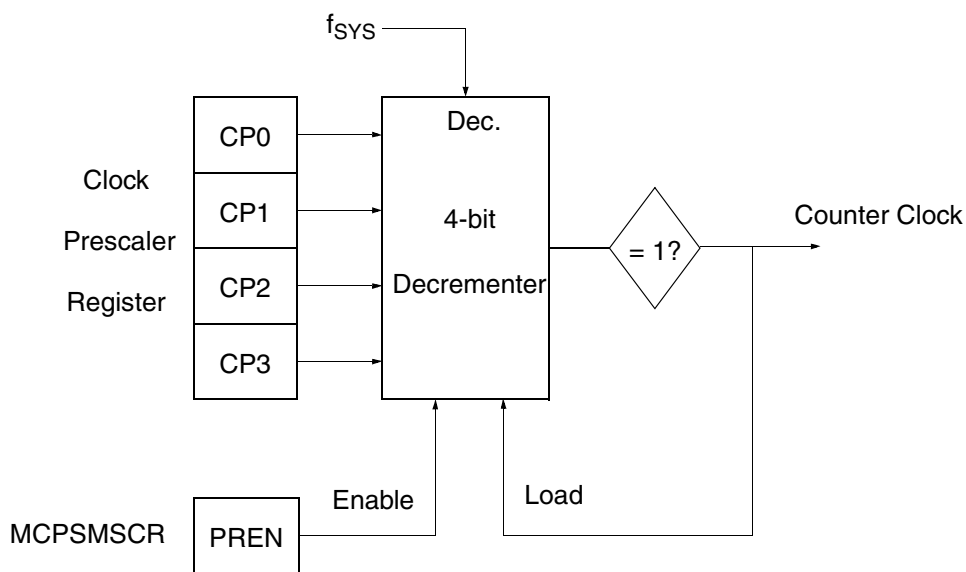 fSYS
Dec.
CP0
Clock
CP1
4-bit
Counter Clock
Prescaler
= 1?
CP2
Decrementer
Register
CP3
Enable
Load
MCPSMSCR
PREN